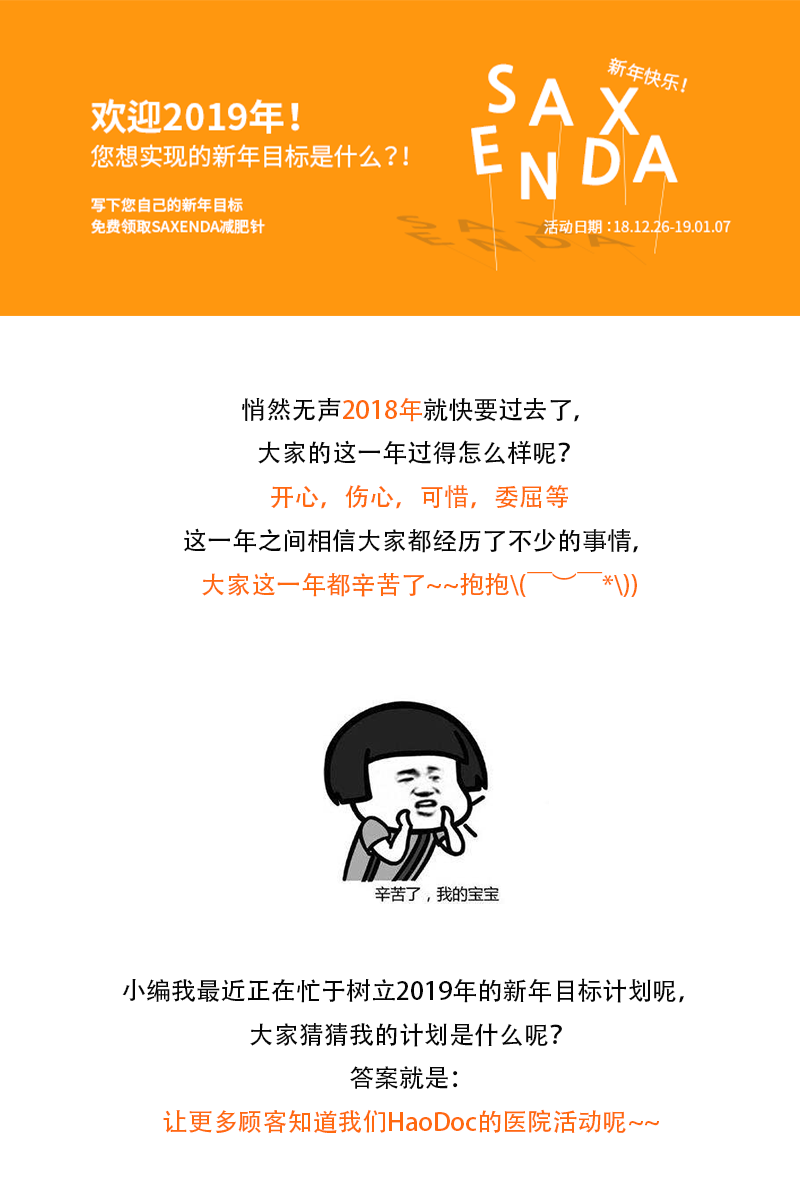 欢迎2019年！
您想实现的新年目标是什么？！
写下您自己的新年目标
免费领取SAXENDA减肥针
新年快乐！
SAX
ENDA
活动日期：18.12.26-19.01.07
悄然无声2018年就快要过去了，
大家的这一年过得怎么样呢？
开心，伤心，可惜，委屈等
这一年之间相信大家都经历了不少的事情，
大家这一年都辛苦了~~抱抱\(￣︶￣*\))
辛苦了，我的宝宝
小编我最近正在忙于树立2019年的新年目标计划呢，
大家猜猜我的计划是什么呢？
答案就是：
让更多顾客知道我们HaoDoc的医院活动呢~~